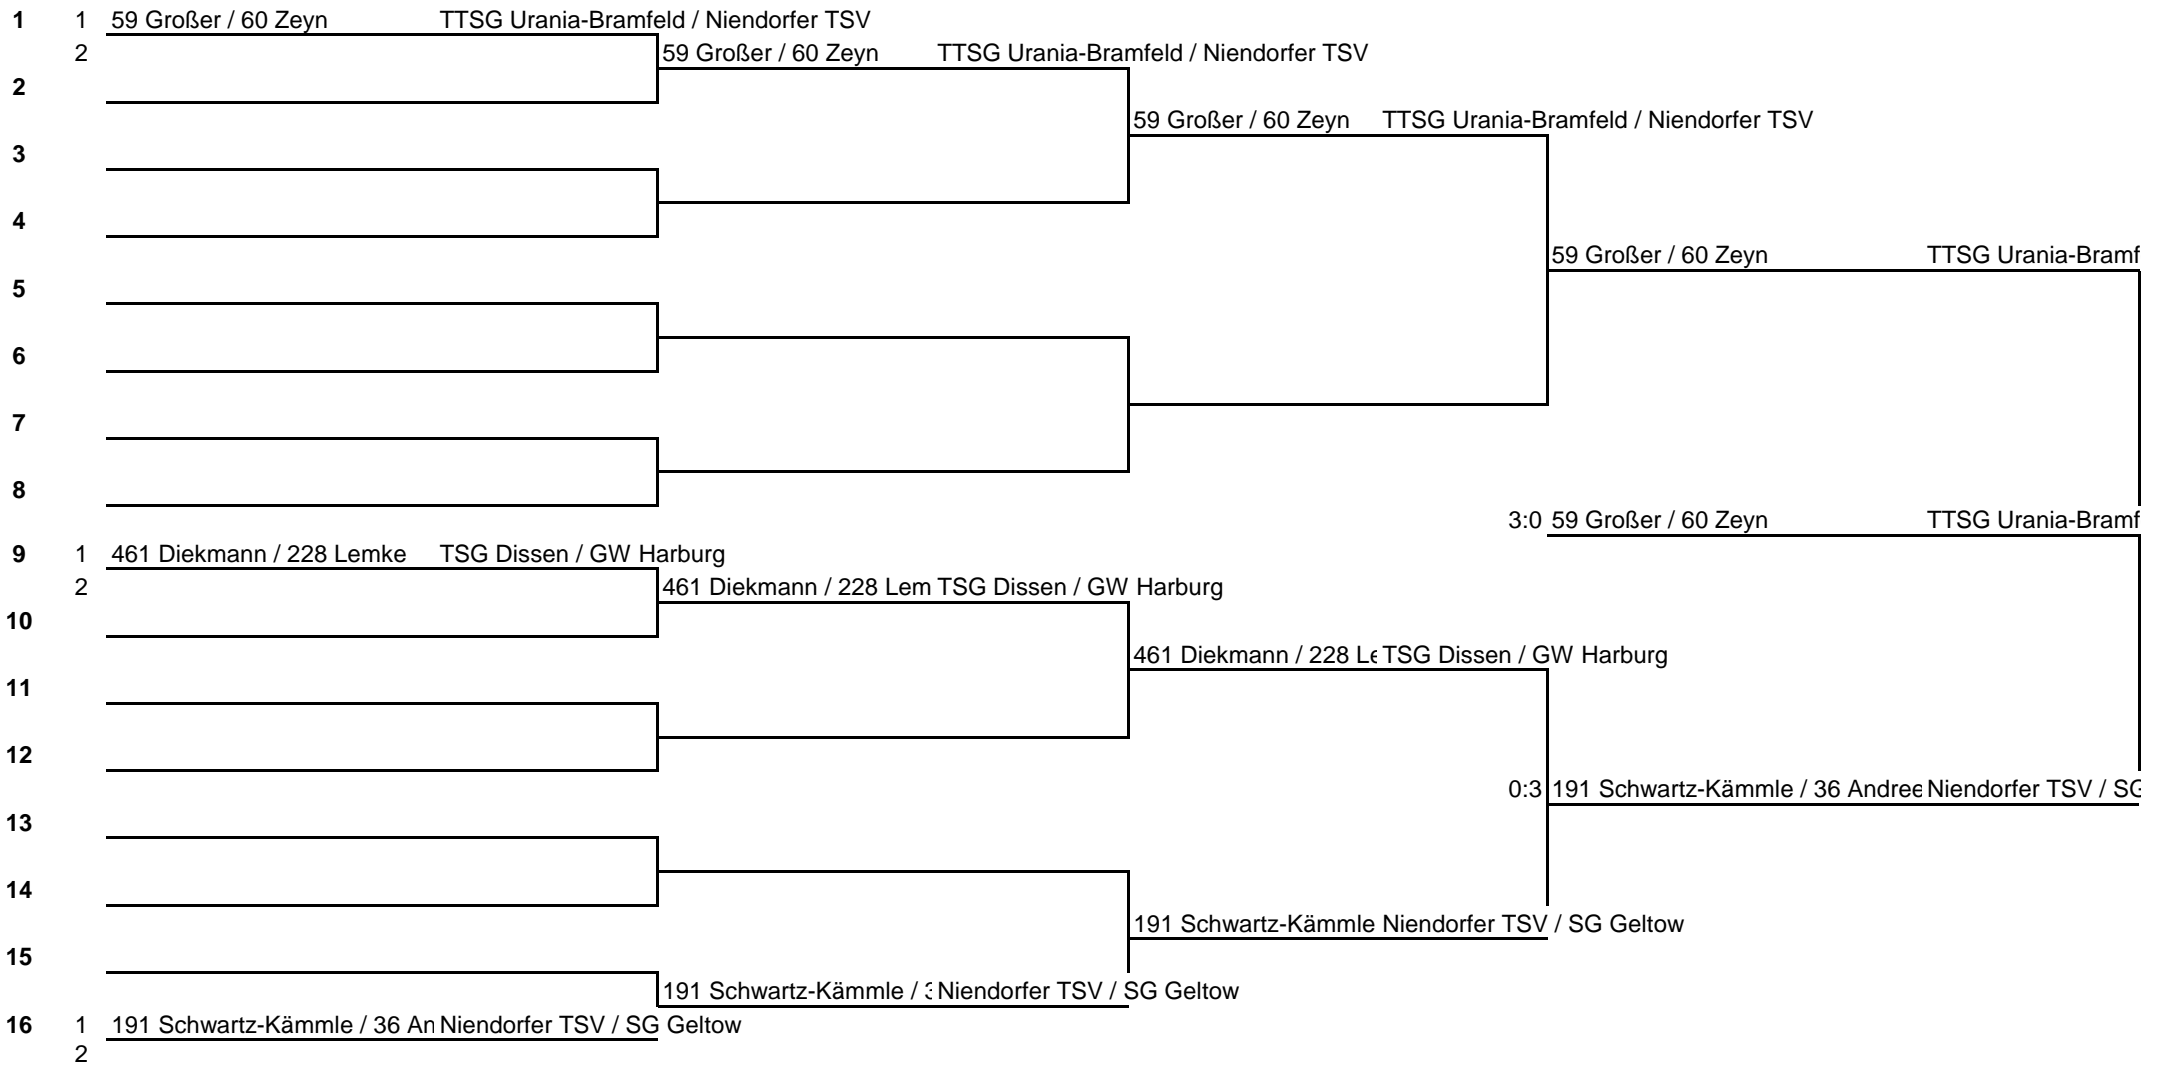 1 1 59 Großer / 60 Zeyn TTSG Urania-Bramfeld / Niendorfer TSV
2 59 Großer / 60 Zeyn TTSG Urania-Bramfeld / Niendorfer TSV
2
59 Großer / 60 Zeyn TTSG Urania-Bramfeld / Niendorfer TSV
3
4
59 Großer / 60 Zeyn TTSG Urania-Bramf
5
6
7
8
3:0 59 Großer / 60 Zeyn TTSG Urania-Bramf
9 1 461 Diekmann / 228 Lemke TSG Dissen / GW Harburg
2 461 Diekmann / 228 Lem TSG Dissen / GW Harburg
10
461 Diekmann / 228 Le TSG Dissen / GW Harburg
11
12
0:3 191 Schwartz-Kämmle / 36 Andree Niendorfer TSV / SG
13
14
191 Schwartz-Kämmle Niendorfer TSV / SG Geltow
15
191 Schwartz-Kämmle / 3 Niendorfer TSV / SG Geltow
16 1 191 Schwartz-Kämmle / 36 An Niendorfer TSV / SG Geltow
2